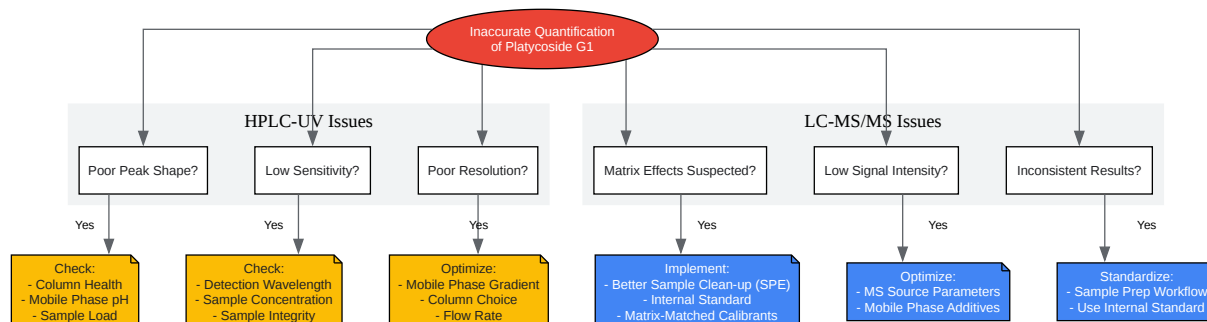 Inaccurate Quantification
of Platycoside G1
HPLC-UV Issues
LC-MS/MS Issues
Poor Peak Shape?
Low Sensitivity?
Poor Resolution?
Matrix Effects Suspected?
Low Signal Intensity?
Inconsistent Results?
Yes
Yes
Yes
Yes
Yes
Yes
Check:
- Column Health
- Mobile Phase pH
- Sample Load
Check:
- Detection Wavelength
- Sample Concentration
- Sample Integrity
Optimize:
- Mobile Phase Gradient
- Column Choice
- Flow Rate
Implement:
- Better Sample Clean-up (SPE)
- Internal Standard
- Matrix-Matched Calibrants
Optimize:
- MS Source Parameters
- Mobile Phase Additives
Standardize:
- Sample Prep Workflow
- Use Internal Standard